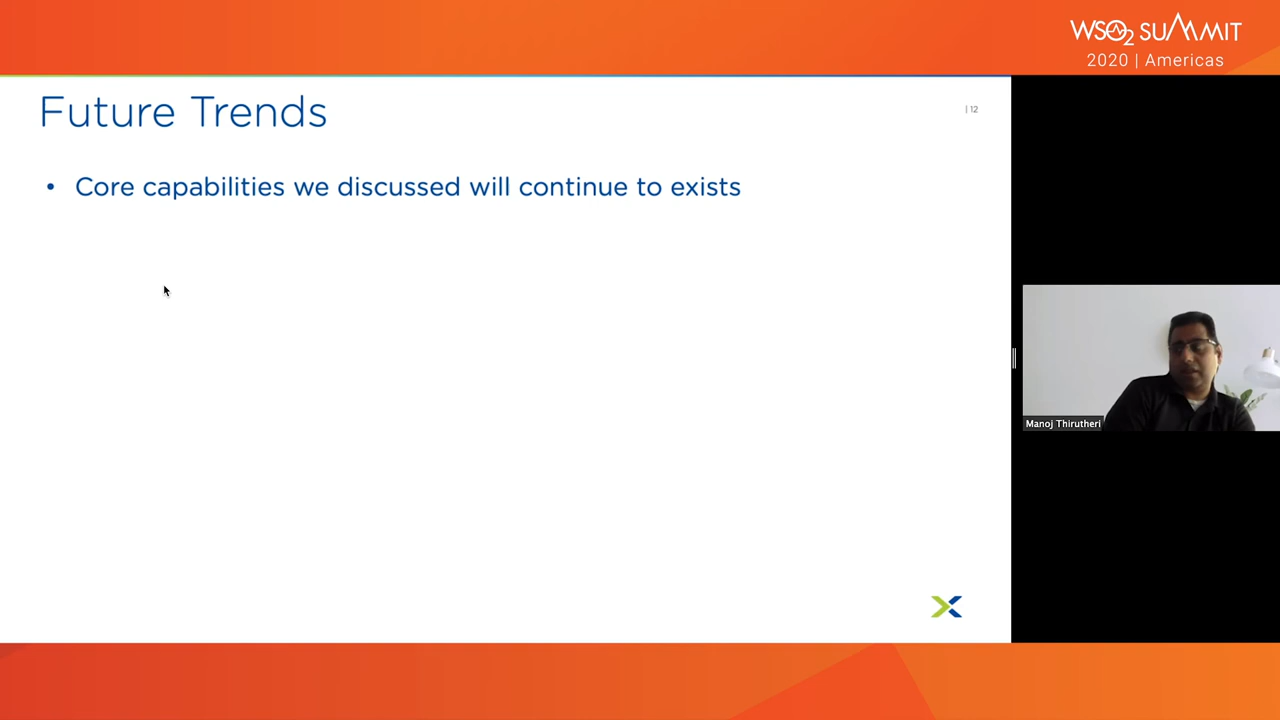 WSO2 SUMMIT
2020 | Americas
Future Trends
| 12
• Core capabilities we discussed will continue to exists
Manoj Thirutheri